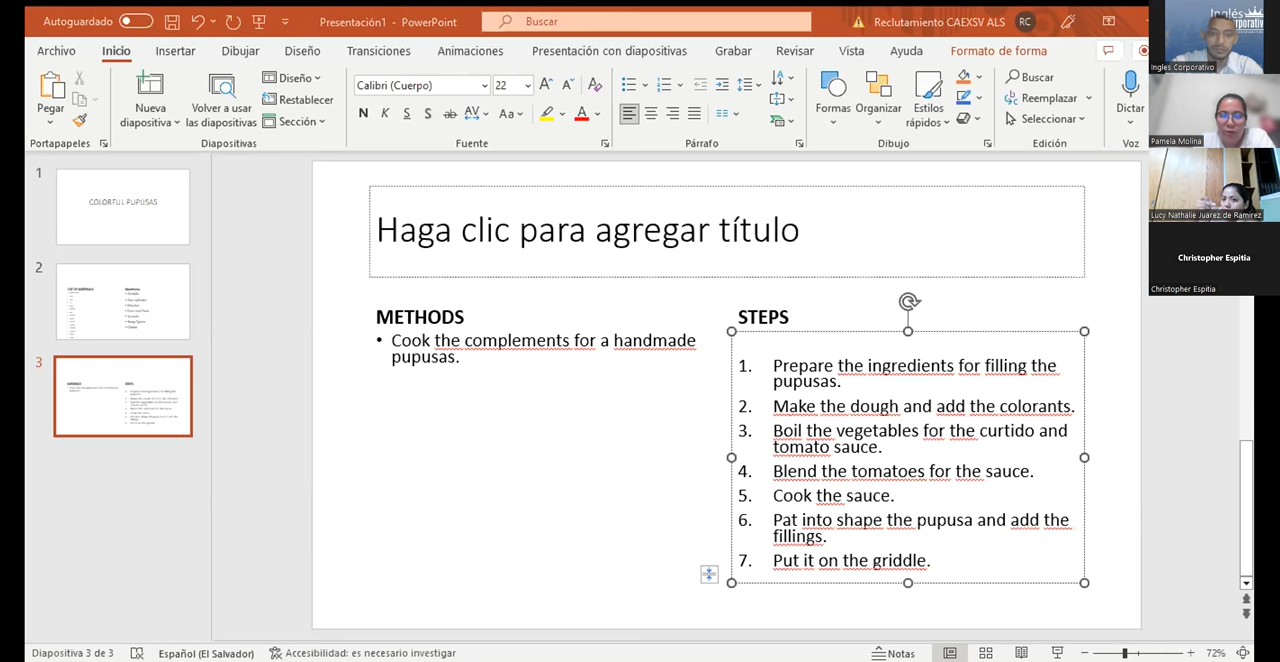 Autoguardado
Presentación1 - PowerPoint
Buscar
Reclutamiento CAEXSV ALS
RC
Archivo Inicio Insertar Dibujar Diseño Transiciones Animaciones Presentación con diapositivas Grabar Revisar Vista Ayuda Formato de forma
Pegar
Nueva diapositiva
Volver a usar las diapositivas
Diseño
Restablecer
Sección
Calibri (Cuerpo) 22
N K S S ab AV Aa A
Formas
Organizar
Estilos rápidos
Buscar
Reemplazar
Seleccionar
Dictar
Portapapeles Diapositivas Fuente Párrafo Dibujo Edición Voz
Ingles Corporativo
Pamela Molina
Lucy Nathalie Juarez de Ramirez
Christopher Espitia
Christopher Espitia
1
COLORFUL PUPUSAS
2
3
Haga clic para agregar título
METHODS
• Cook the complements for a handmade
pupusas.
STEPS
1. Prepare the ingredients for filling the
pupusas.
2. Make the dough and add the colorants.
3. Boil the vegetables for the curtido and
tomato sauce.
4. Blend the tomatoes for the sauce.
5. Cook the sauce.
6. Pat into shape the pupusa and add the
fillings.
7. Put it on the griddle.
Diapositiva 3 de 3 Español (El Salvador) Accesibilidad: es necesario investigar Notas 72%